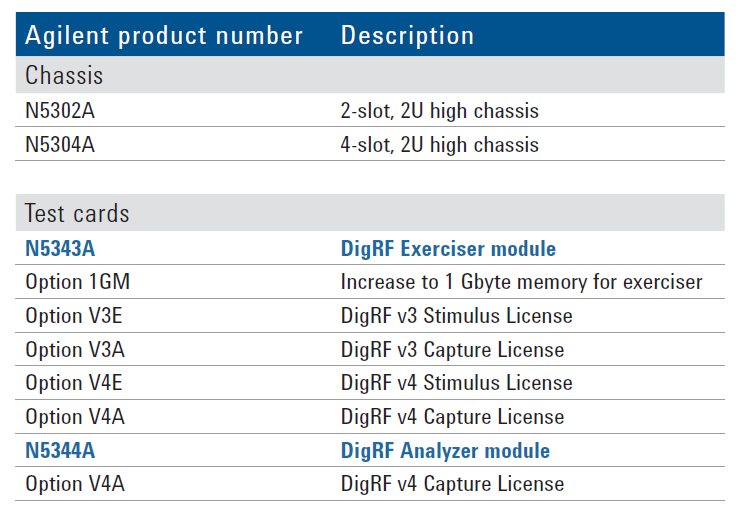 Agilent product number Description
Chassis
N5302A 2-slot, 2U high chassis
N5304A 4-slot, 2U high chassis
Test cards
N5343A DigRF Exerciser module
Option 1GM Increase to 1 Gbyte memory for exerciser
Option V3E DigRF v3 Stimulus License
Option V3A DigRF v3 Capture License
Option V4E DigRF v4 Stimulus License
Option V4A DigRF v4 Capture License
N5344A DigRF Analyzer module
Option V4A DigRF v4 Capture License